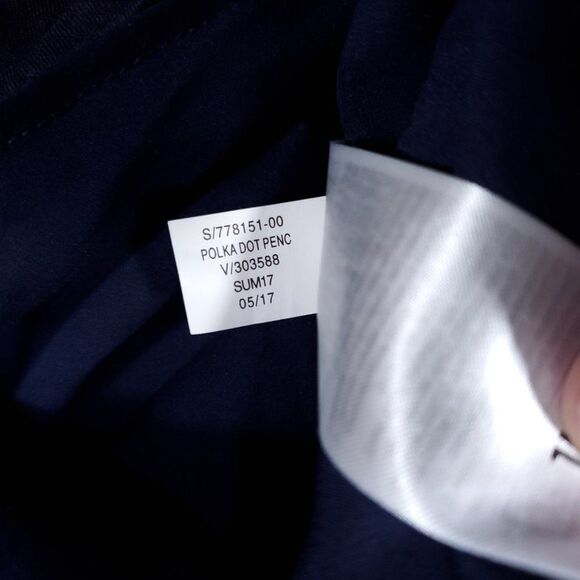 S/778151-00
POLKA DOT PENC
V/303588
SUM17
05/17